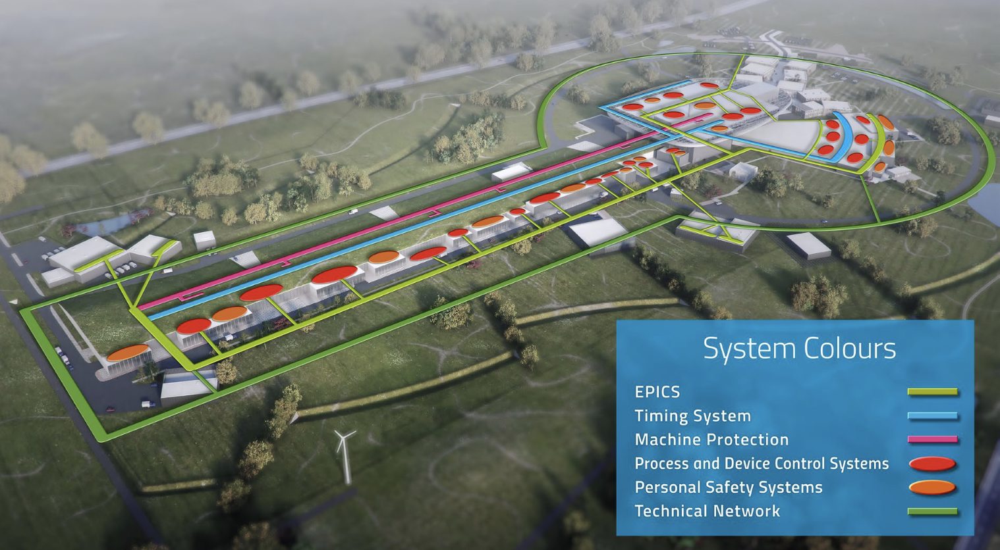 System Colours
EPICS
Timing System
Machine Protection
Process and Device Control Systems
Personal Safety Systems
Technical Network